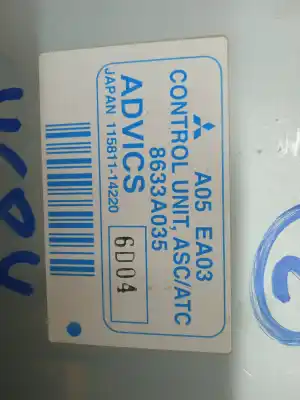 A05 EA03
CONTROL UNIT, ASC/ATC
8633A035
ADVICS
JAPAN 115811-14220
6D04